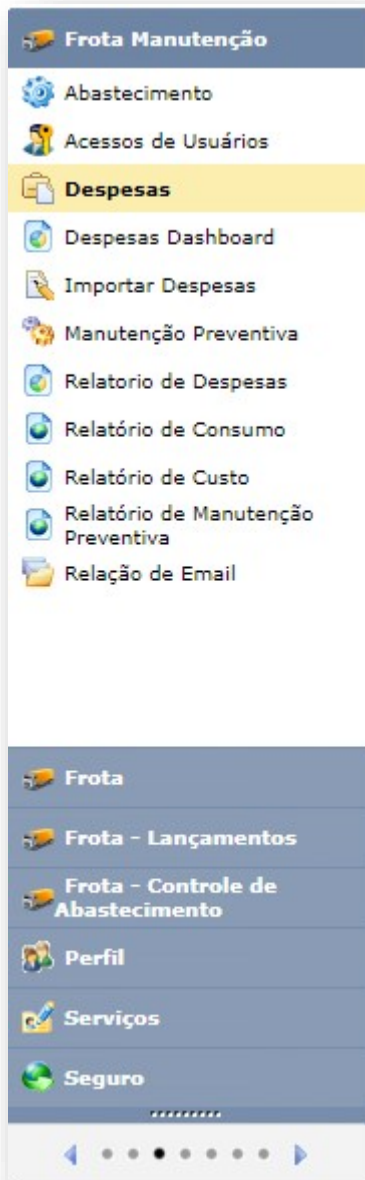 Frota Manutenção
Abastecimento
Acessos de Usuários
Despesas
Despesas Dashboard
Importar Despesas
Manutenção Preventiva
Relatorio de Despesas
Relatório de Consumo
Relatório de Custo
Relatório de Manutenção
Preventiva
Relação de Email
Frota
Frota - Lançamentos
Frota - Controle de
Abastecimento
Perfil
Serviços
Seguro